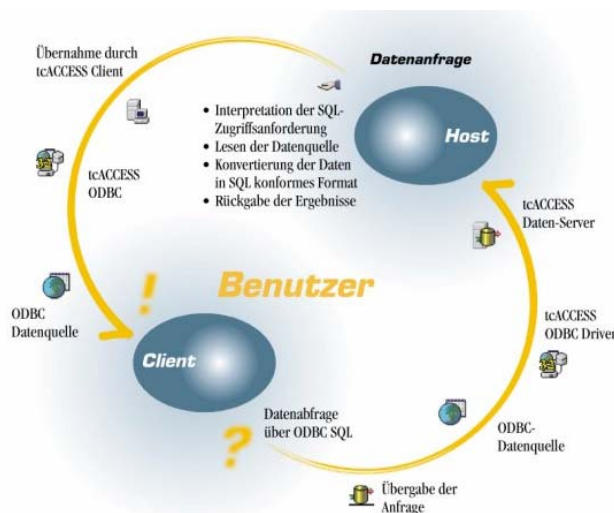 Übernahme durch
tcACCESS Client
Datenanfrage
• Interpretation der SQL-
Zugriffsanforderung
• Lesen der Datenquelle
• Konvertierung der Daten
in SQL konformes Format
• Rückgabe der Ergebnisse
Host
tcACCESS
ODBC
tcACCESS
Daten-Server
!
Benutzer
ODBC
Datenquelle
Client
tcACCESS
ODBC Driver
?
Datenabfrage
über ODBC SQL
ODBC-
Datenquelle
Übergabe der
Anfrage